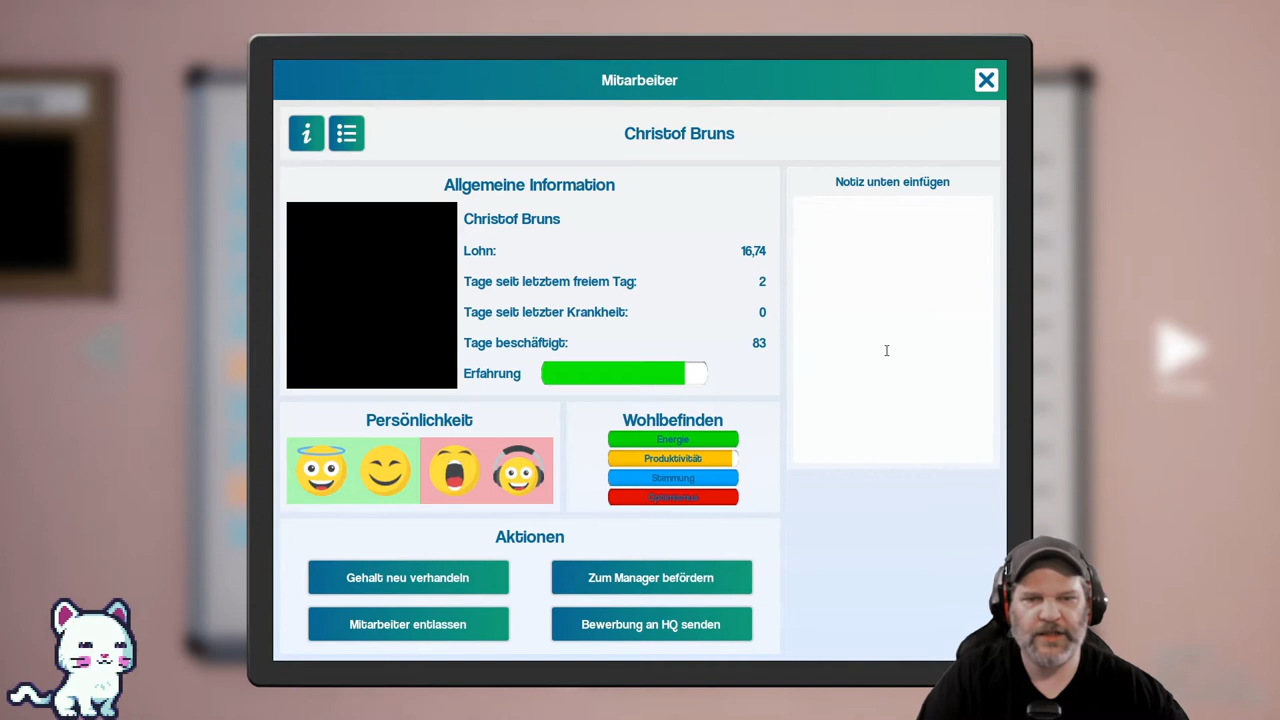 Mitarbeiter
Christof Bruns
Allgemeine Information
Christof Bruns
Lohn: 16,74
Tage seit letztem freiem Tag: 2
Tage seit letzter Krankheit: 0
Tage beschäftigt: 83
Erfahrung
Notiz unten einfügen
Persönlichkeit
Wohlbefinden
Energie
Produktivität
Stimmung
Aktionen
Gehalt neu verhandeln
Zum Manager befördern
Mitarbeiter entlassen
Bewerbung an HQ senden